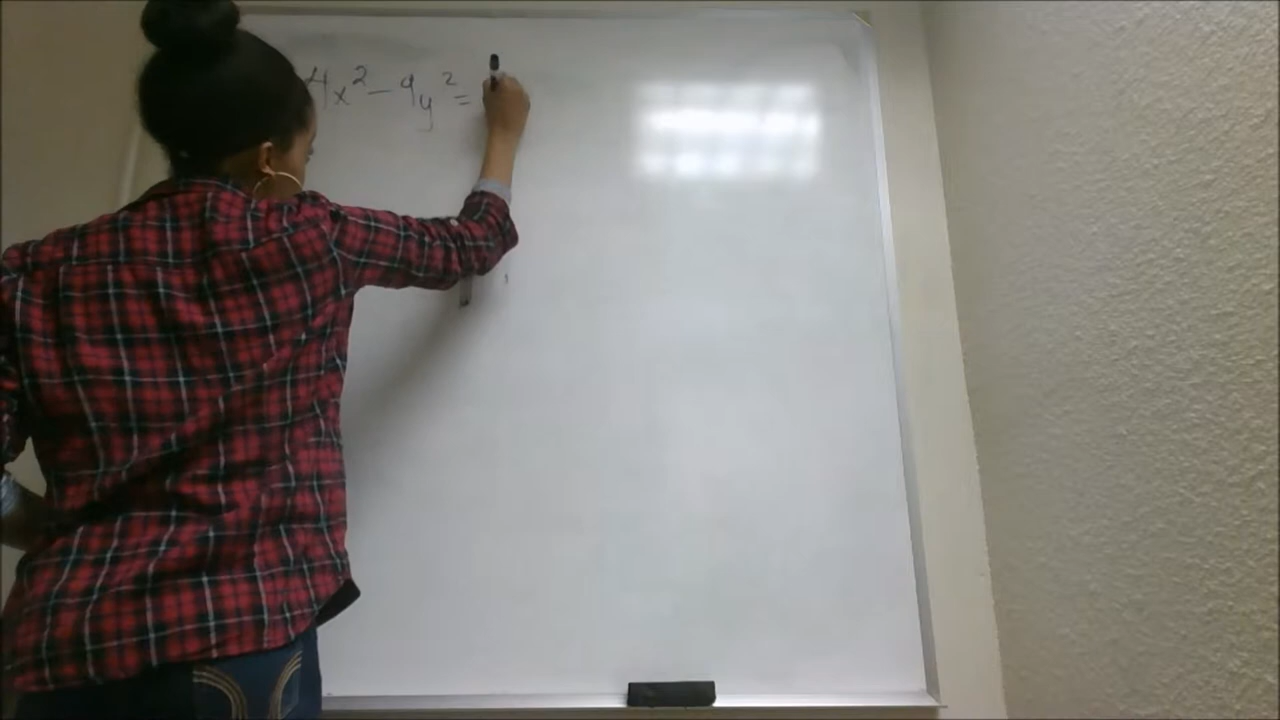 4x² - 9y² =